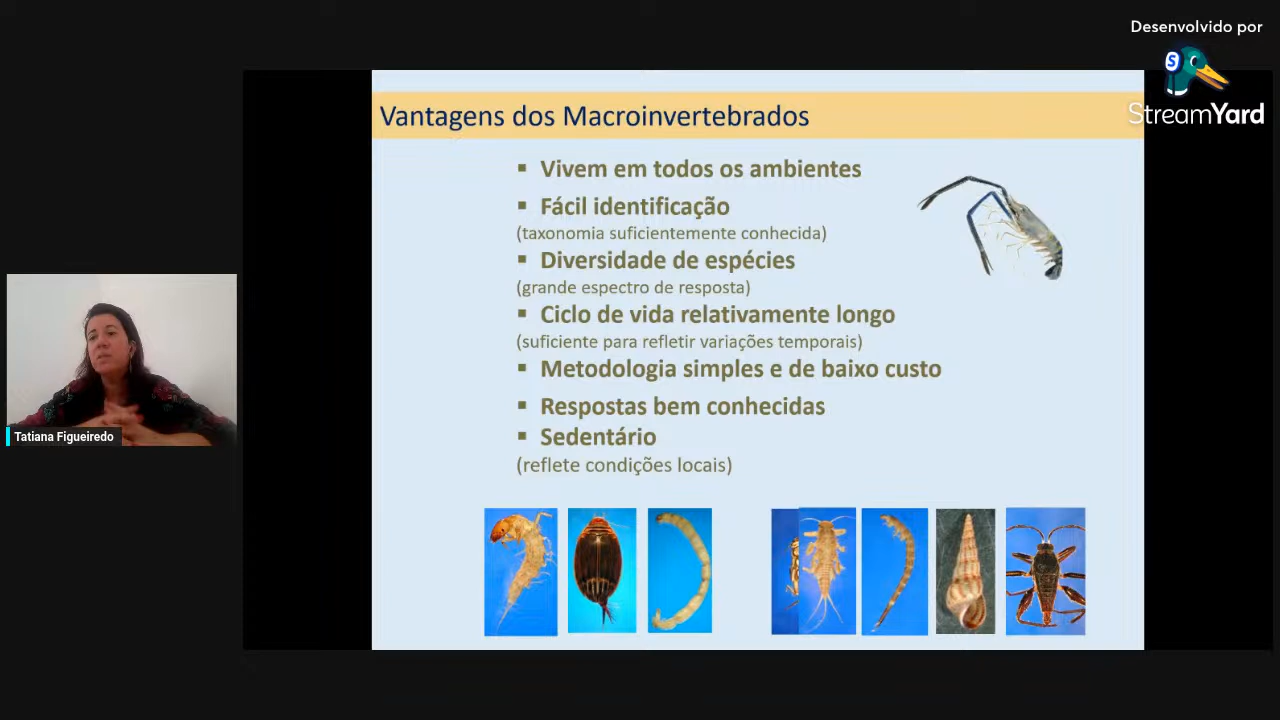 Desenvolvido por
StreamYard
Vantagens dos Macroinvertebrados
▪ Vivem em todos os ambientes
▪ Fácil identificação
(taxonomia suficientemente conhecida)
▪ Diversidade de espécies
(grande espectro de resposta)
▪ Ciclo de vida relativamente longo
(suficiente para refletir variações temporais)
▪ Metodologia simples e de baixo custo
▪ Respostas bem conhecidas
▪ Sedentário
(reflete condições locais)
Tatiana Figueiredo